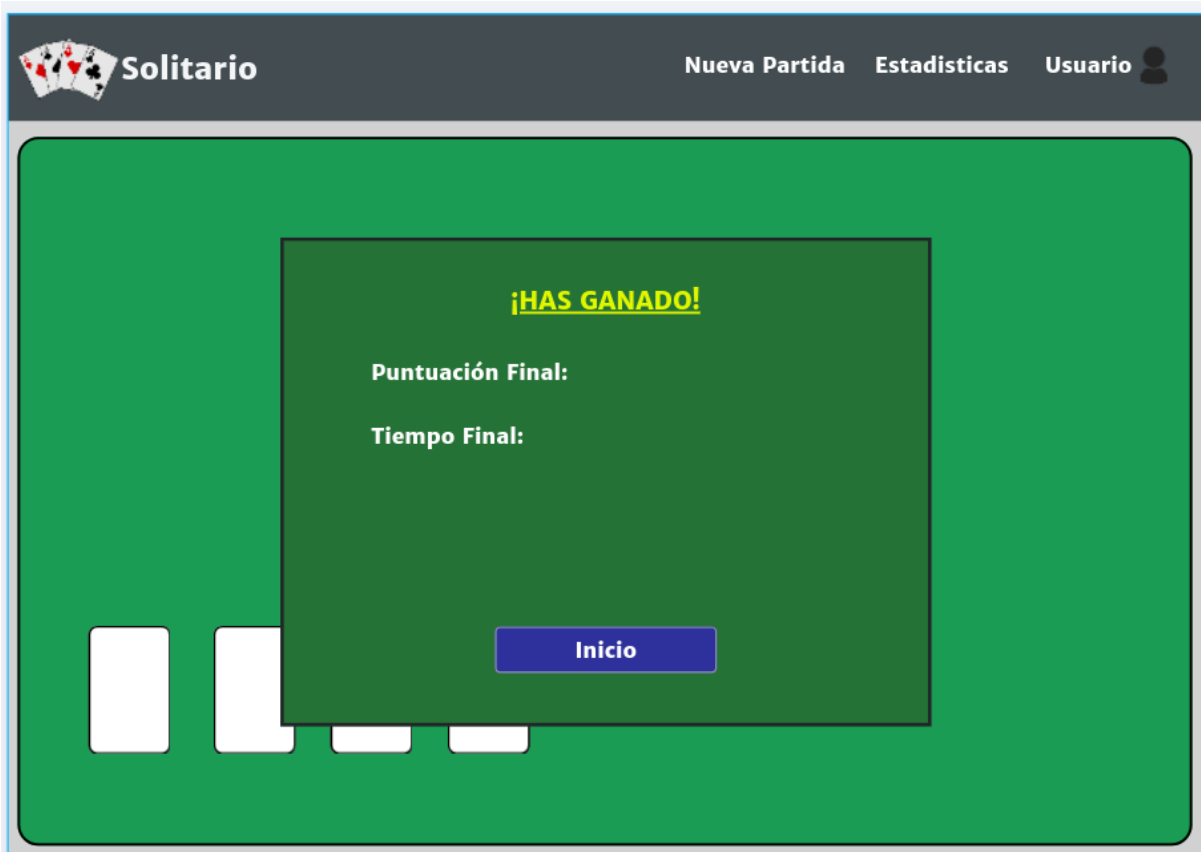 Solitario
Nueva Partida Estadisticas Usuario
¡HAS GANADO!
Puntuación Final:
Tiempo Final:
Inicio